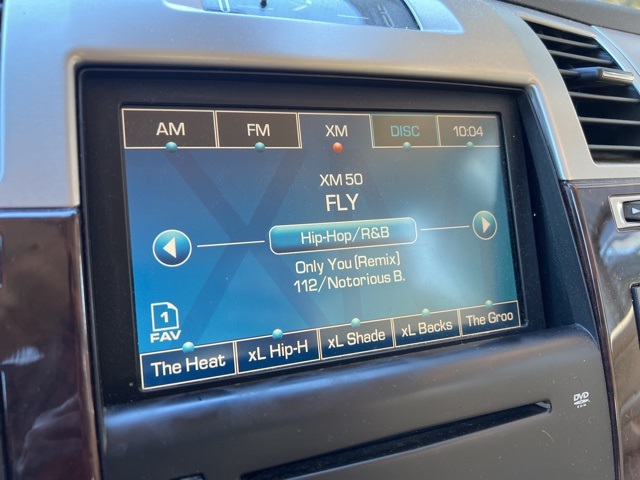 AM FM XM DISC 10:04
XM 50
FLY
Hip-Hop/R&B
Only You (Remix)
112/Notorious B.
1
FAV
The Heat xL Hip-H xL Shade xL Backs The Groo
DVD